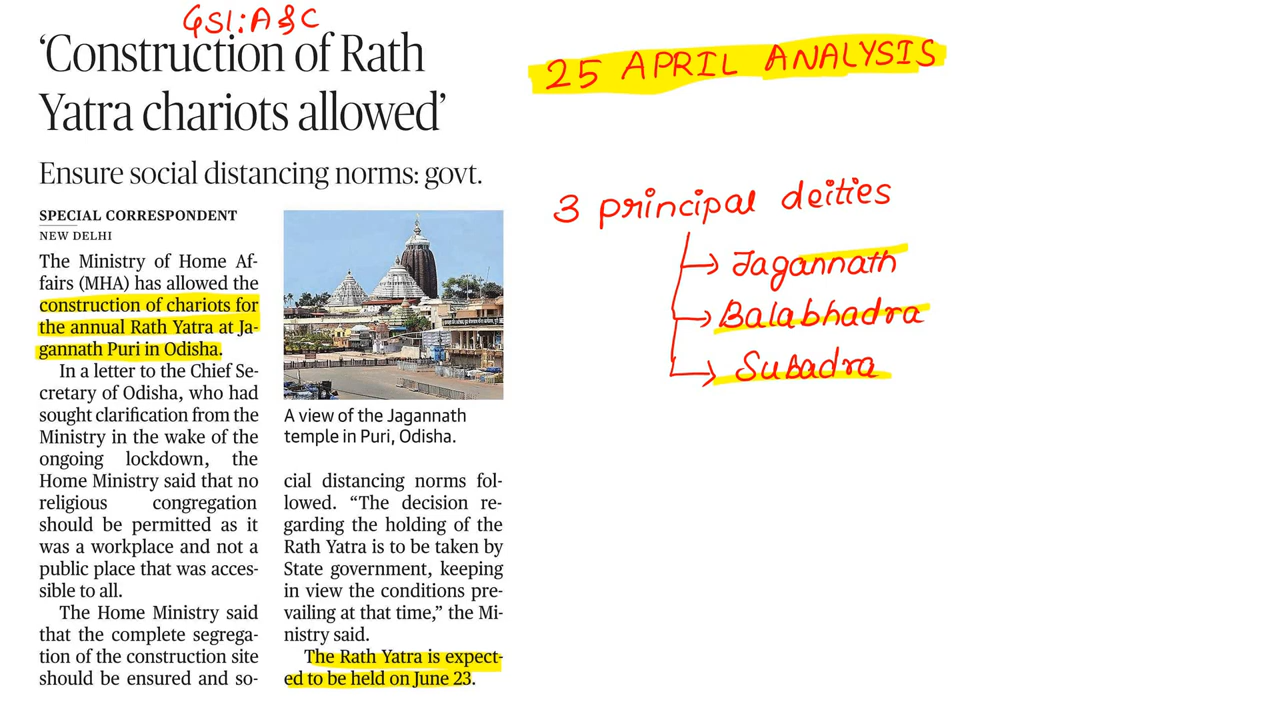 GS1: A & C
‘Construction of Rath
Yatra chariots allowed’
Ensure social distancing norms: govt.
SPECIAL CORRESPONDENT
NEW DELHI
The Ministry of Home Af-
fairs (MHA) has allowed the
construction of chariots for
the annual Rath Yatra at Ja-
gannath Puri in Odisha.
In a letter to the Chief Se-
cretary of Odisha, who had
sought clarification from the
Ministry in the wake of the
ongoing lockdown, the
Home Ministry said that no
religious congregation
should be permitted as it
was a workplace and not a
public place that was acces-
sible to all.
The Home Ministry said
that the complete segrega-
tion of the construction site
should be ensured and so-
A view of the Jagannath
temple in Puri, Odisha.
cial distancing norms fol-
lowed. “The decision re-
garding the holding of the
Rath Yatra is to be taken by
State government, keeping
in view the conditions pre-
vailing at that time,” the Mi-
nistry said.
The Rath Yatra is expect-
ed to be held on June 23.
25 APRIL ANALYSIS
3 principal deities
Jagannath
Balabhadra
Subadra